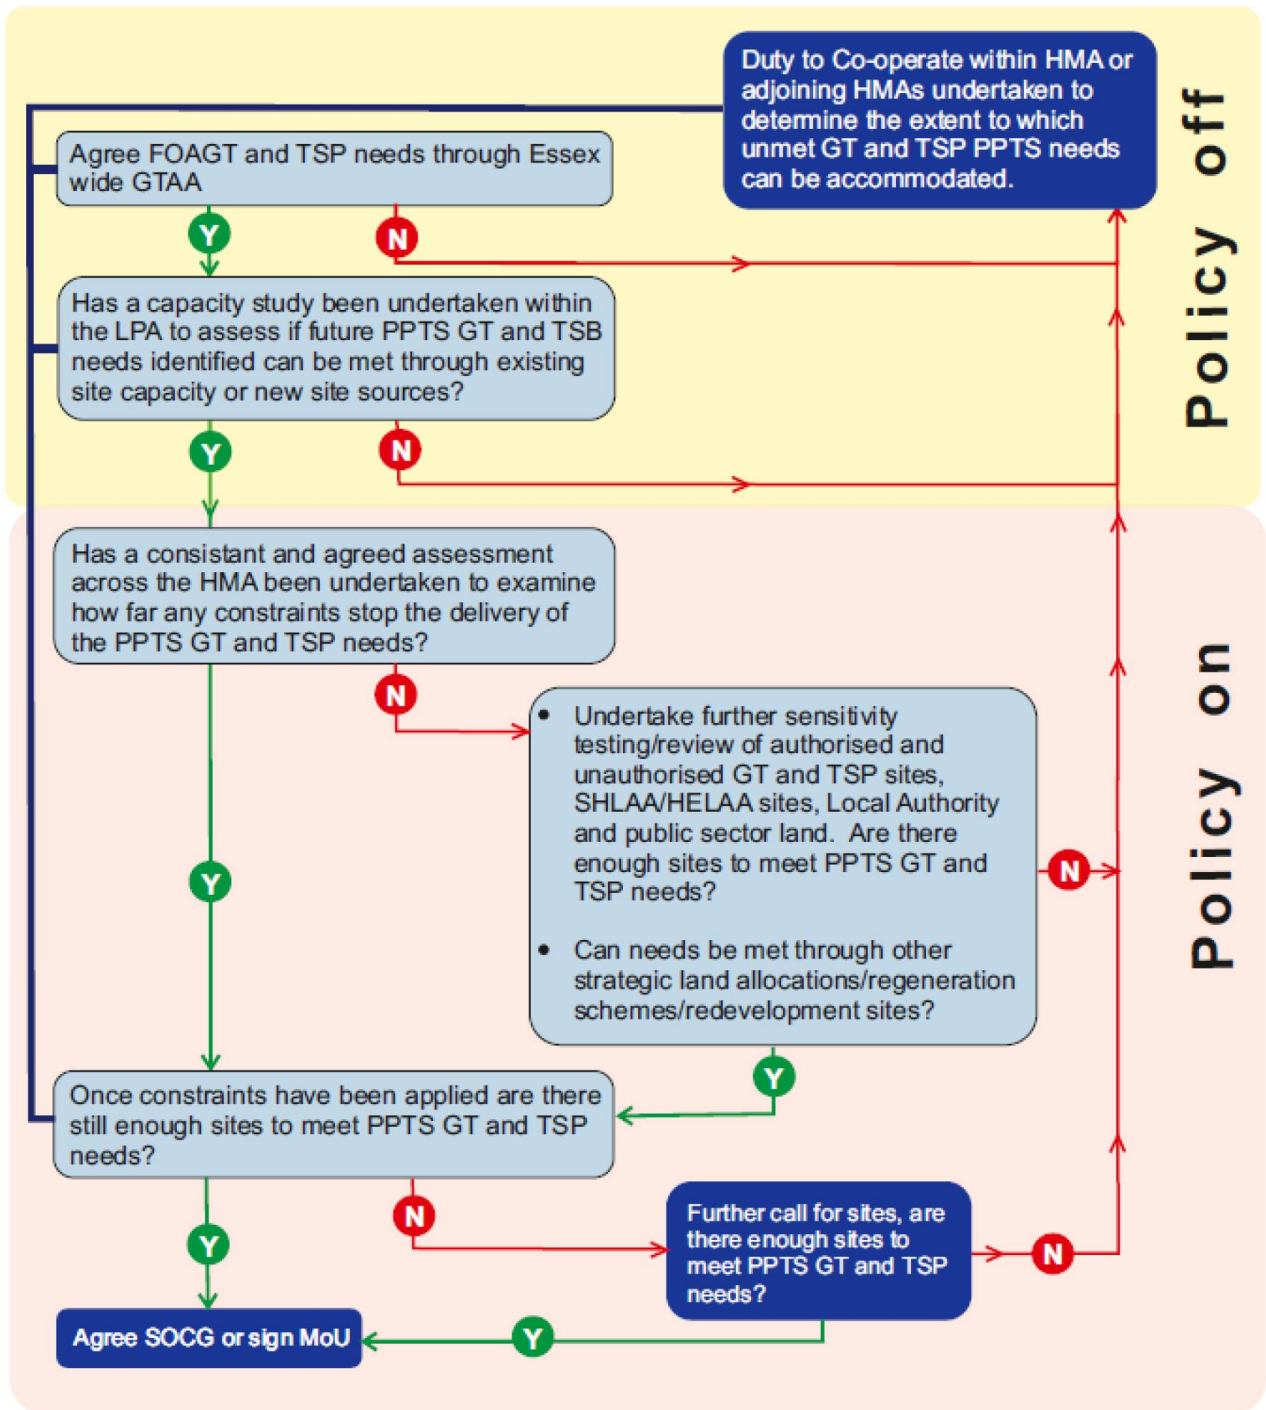 Duty to Co-operate within HMA or
adjoining HMAs undertaken to
determine the extent to which
unmet GT and TSP PPTS needs
can be accommodated.
Policy off
Agree FOAGT and TSP needs through Essex
wide GTAA
Y
N
Has a capacity study been undertaken within
the LPA to assess if future PPTS GT and TSB
needs identified can be met through existing
site capacity or new site sources?
Y
N
Has a consistant and agreed assessment
across the HMA been undertaken to examine
how far any constraints stop the delivery of
the PPTS GT and TSP needs?
Policy on
N
• Undertake further sensitivity
testing/review of authorised and
unauthorised GT and TSP sites,
SHLAA/HELAA sites, Local Authority
and public sector land. Are there
enough sites to meet PPTS GT and
TSP needs?
N
Y
• Can needs be met through other
strategic land allocations/regeneration
schemes/redevelopment sites?
Y
Once constraints have been applied are there
still enough sites to meet PPTS GT and TSP
needs?
Y
N
Further call for sites, are
there enough sites to
meet PPTS GT and TSP
needs?
N
Agree SOCG or sign MoU
Y